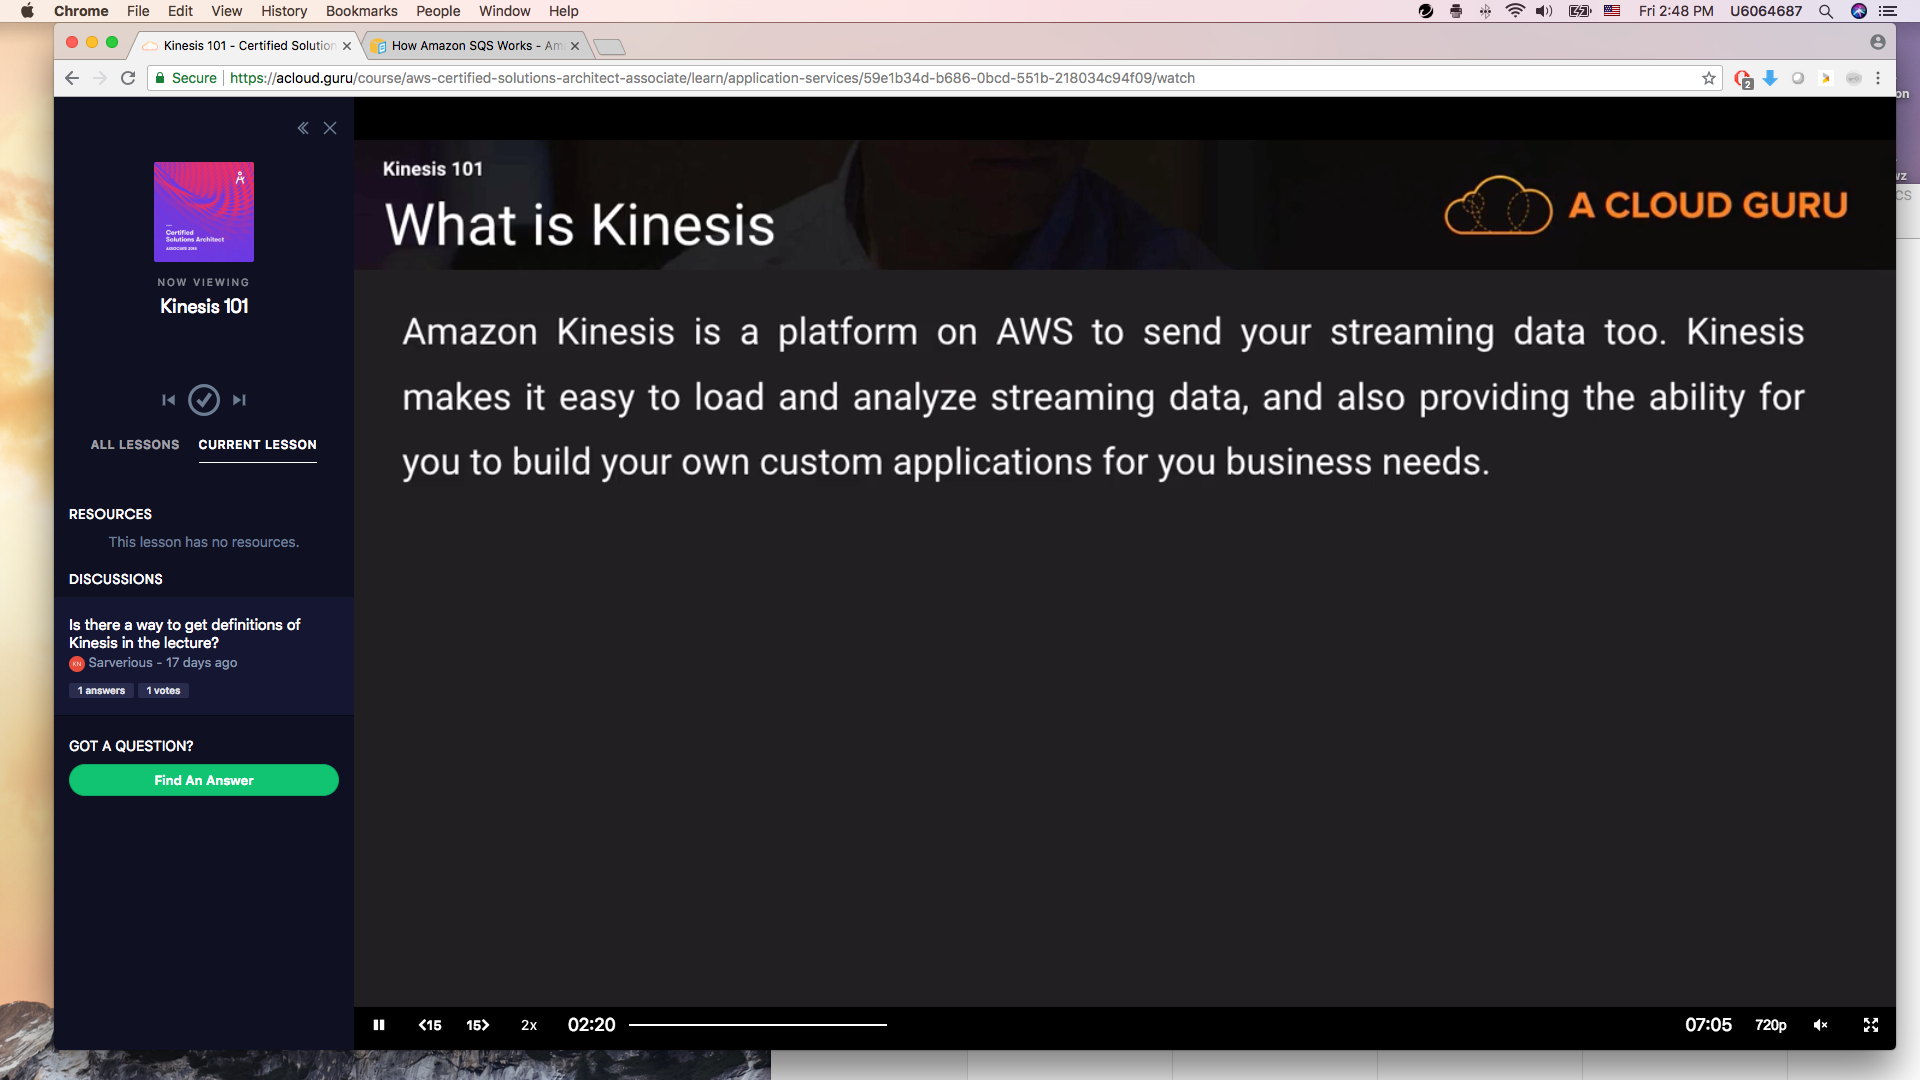 Chrome File Edit View History Bookmarks People Window Help
Fri 2:48 PM U6064687
Kinesis 101 - Certified Solution
How Amazon SQS Works - Am
Secure https://acloud.guru/course/aws-certified-solutions-architect-associate/learn/application-services/59e1b34d-b686-0bcd-551b-218034c94f09/watch
2
on
wz
CS
Certified
Solutions Architect
ASSOCIATE 2018
NOW VIEWING
Kinesis 101
ALL LESSONS CURRENT LESSON
RESOURCES
This lesson has no resources.
DISCUSSIONS
Is there a way to get definitions of
Kinesis in the lecture?
KN Sarverious - 17 days ago
1 answers 1 votes
GOT A QUESTION?
Find An Answer
Kinesis 101
What is Kinesis
A CLOUD GURU
Amazon Kinesis is a platform on AWS to send your streaming data too. Kinesis
makes it easy to load and analyze streaming data, and also providing the ability for
you to build your own custom applications for you business needs.
15 15 2x 02:20 07:05 720p